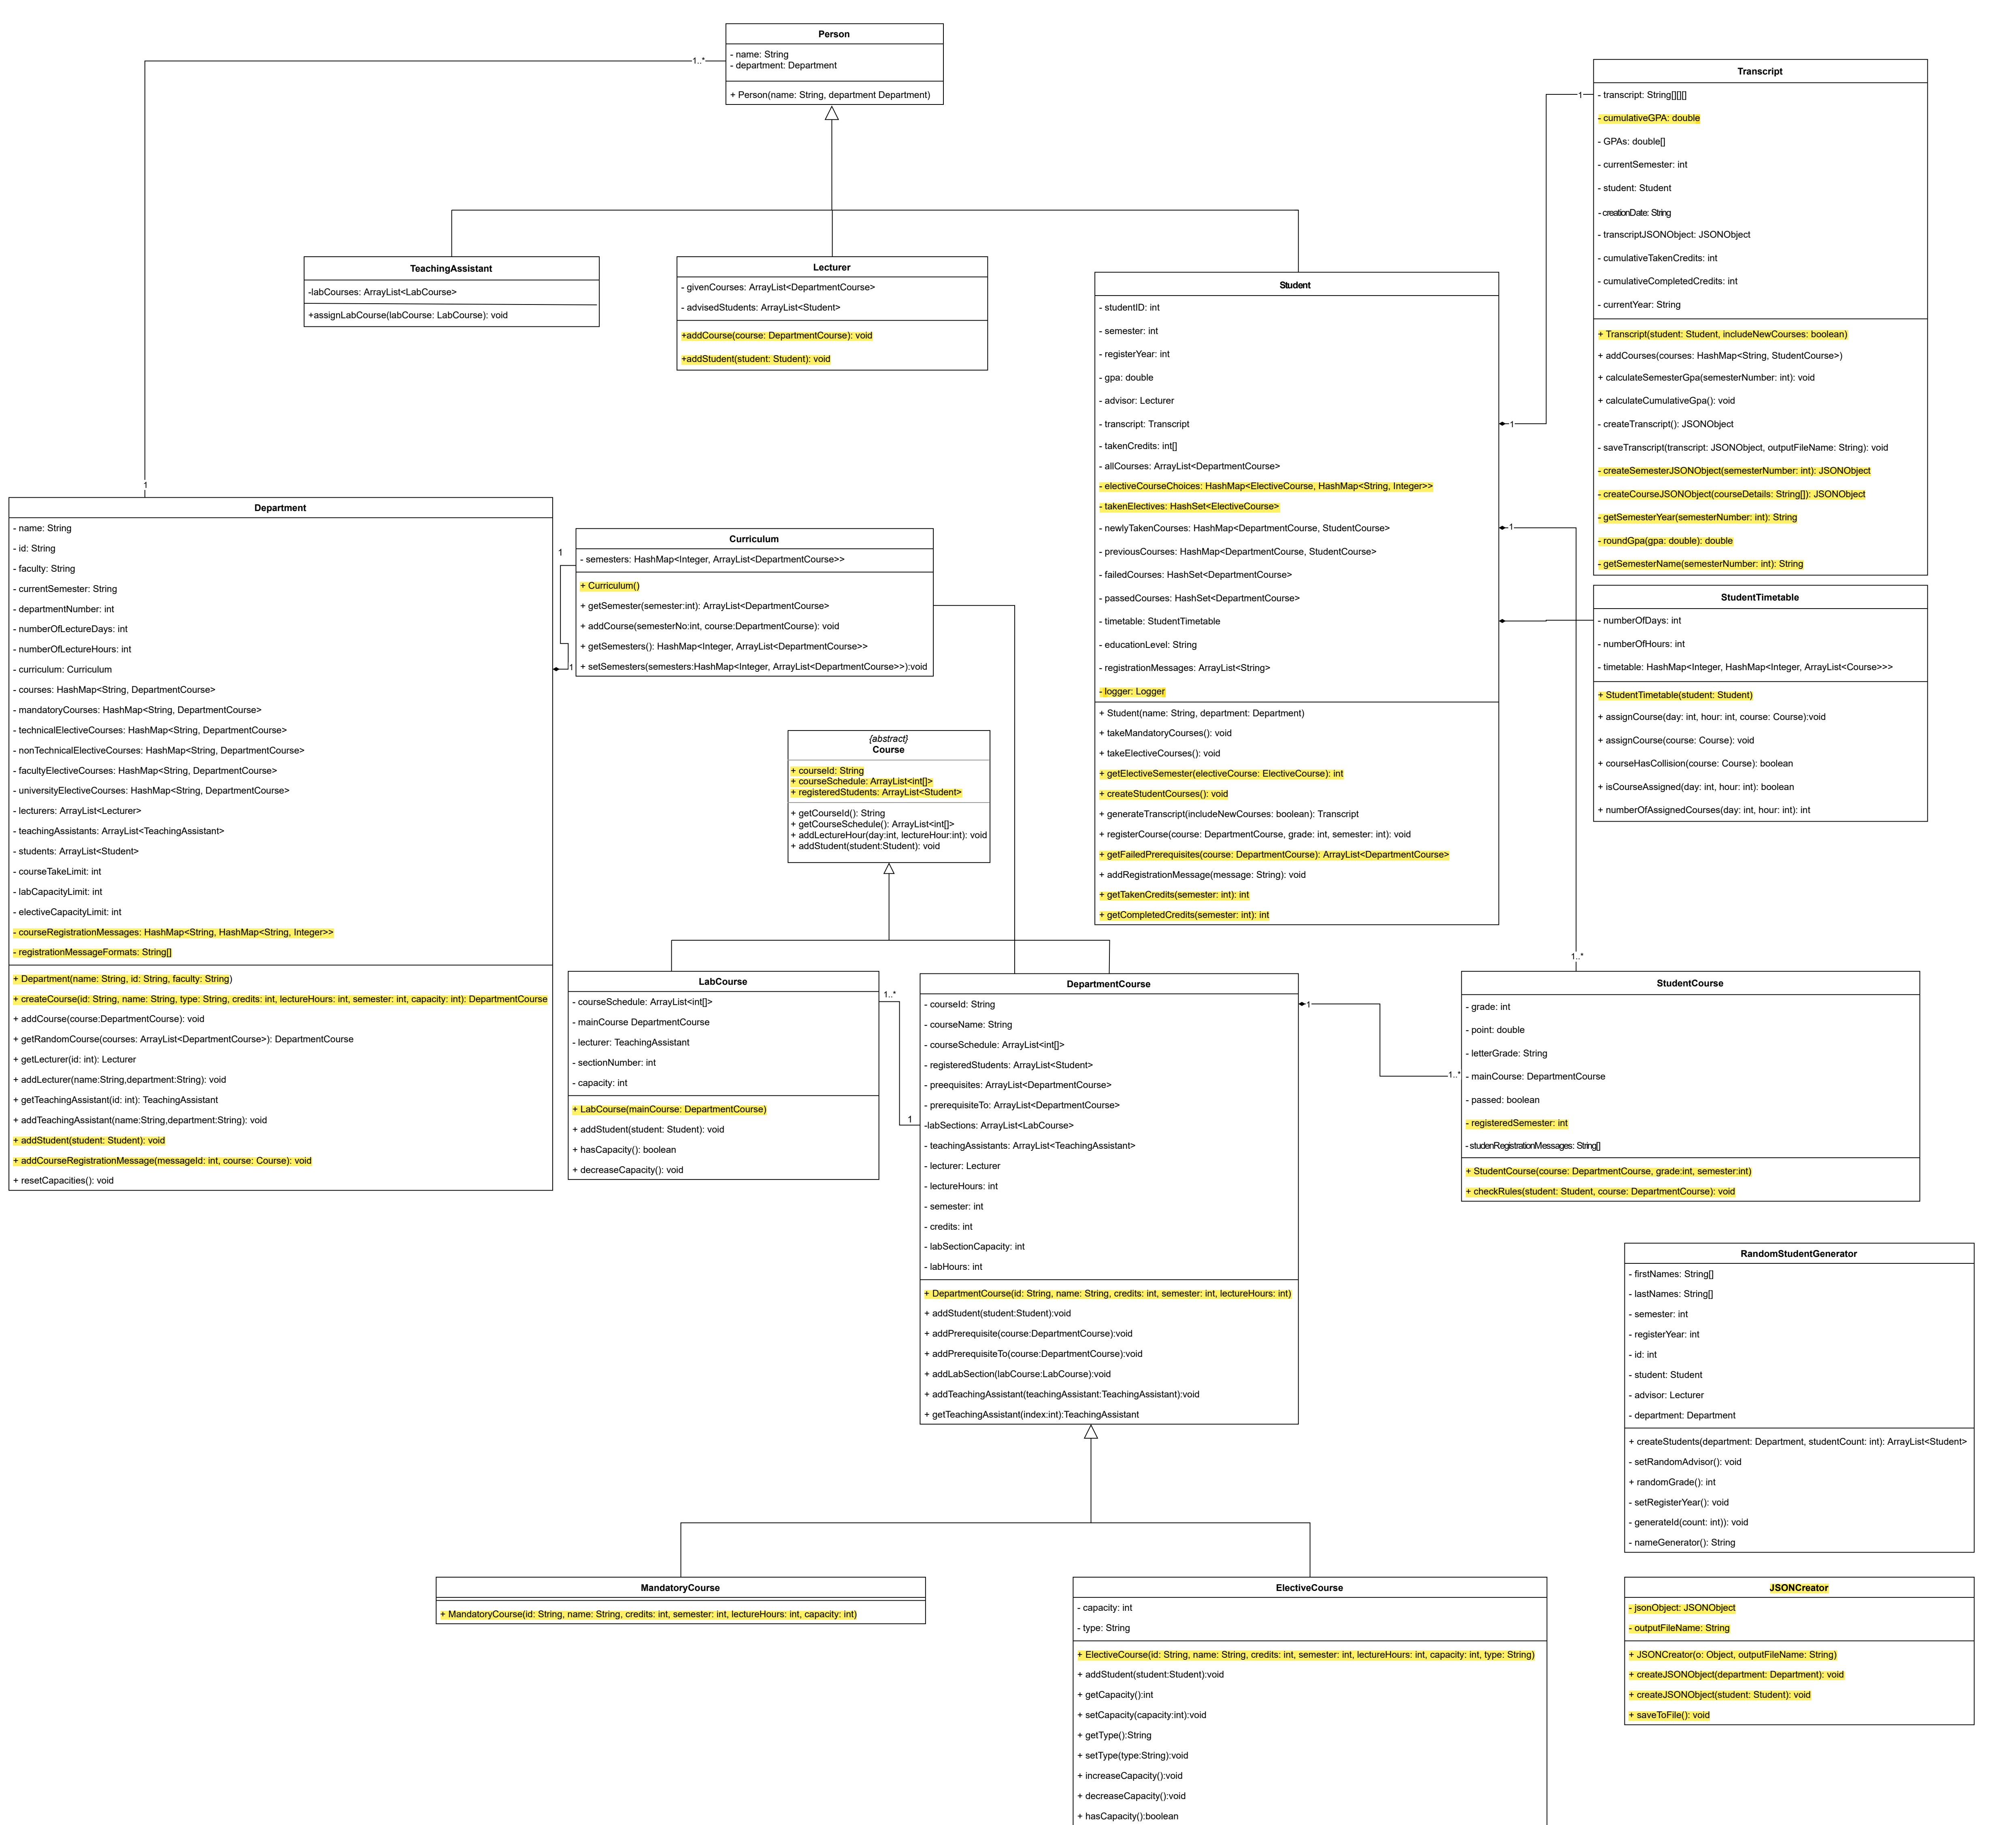 Person
- name: String
- department: Department
+ Person(name: String, department Department)
1..*
1
TeachingAssistant
-labCourses: ArrayList<LabCourse>
+assignLabCourse(labCourse: LabCourse): void
Lecturer
- givenCourses: ArrayList<DepartmentCourse>
- advisedStudents: ArrayList<Student>
+addCourse(course: DepartmentCourse): void
+addStudent(student: Student): void
Student
- studentID: int
- semester: int
- registerYear: int
- gpa: double
- advisor: Lecturer
- transcript: Transcript
- takenCredits: int[]
- allCourses: ArrayList<DepartmentCourse>
- electiveCourseChoices: HashMap<ElectiveCourse, HashMap<String, Integer>>
- takenElectives: HashSet<ElectiveCourse>
- newlyTakenCourses: HashMap<DepartmentCourse, StudentCourse>
- previousCourses: HashMap<DepartmentCourse, StudentCourse>
- failedCourses: HashSet<DepartmentCourse>
- passedCourses: HashSet<DepartmentCourse>
- timetable: StudentTimetable
- educationLevel: String
- registrationMessages: ArrayList<String>
- logger: Logger
+ Student(name: String, department: Department)
+ takeMandatoryCourses(): void
+ takeElectiveCourses(): void
+ getElectiveSemester(electiveCourse: ElectiveCourse): int
+ createStudentCourses(): void
+ generateTranscript(includeNewCourses: boolean): Transcript
+ registerCourse(course: DepartmentCourse, grade: int, semester: int): void
+ getFailedPrerequisites(course: DepartmentCourse): ArrayList<DepartmentCourse>
+ addRegistrationMessage(message: String): void
+ getTakenCredits(semester: int): int
+ getCompletedCredits(semester: int): int
1
1
1
1..*
Transcript
- transcript: String[][][]
- cumulativeGPA: double
- GPAs: double[]
- currentSemester: int
- student: Student
- creationDate: String
- transcriptJSONObject: JSONObject
- cumulativeTakenCredits: int
- cumulativeCompletedCredits: int
- currentYear: String
+ Transcript(student: Student, includeNewCourses: boolean)
+ addCourses(courses: HashMap<String, StudentCourse>)
+ calculateSemesterGpa(semesterNumber: int): void
+ calculateCumulativeGpa(): void
- createTranscript(): JSONObject
- saveTranscript(transcript: JSONObject, outputFileName: String): void
- createSemesterJSONObject(semesterNumber: int): JSONObject
- createCourseJSONObject(courseDetails: String[]): JSONObject
- getSemesterYear(semesterNumber: int): String
- roundGpa(gpa: double): double
- getSemesterName(semesterNumber: int): String
StudentTimetable
- numberOfDays: int
- numberOfHours: int
- timetable: HashMap<Integer, HashMap<Integer, ArrayList<Course>>>
+ StudentTimetable(student: Student)
+ assignCourse(day: int, hour: int, course: Course):void
+ assignCourse(course: Course): void
+ courseHasCollision(course: Course): boolean
+ isCourseAssigned(day: int, hour: int): boolean
+ numberOfAssignedCourses(day: int, hour: int): int
Department
- name: String
- id: String
- faculty: String
- currentSemester: String
- departmentNumber: int
- numberOfLectureDays: int
- numberOfLectureHours: int
- curriculum: Curriculum
- courses: HashMap<String, DepartmentCourse>
- mandatoryCourses: HashMap<String, DepartmentCourse>
- technicalElectiveCourses: HashMap<String, DepartmentCourse>
- nonTechnicalElectiveCourses: HashMap<String, DepartmentCourse>
- facultyElectiveCourses: HashMap<String, DepartmentCourse>
- universityElectiveCourses: HashMap<String, DepartmentCourse>
- lecturers: ArrayList<Lecturer>
- teachingAssistants: ArrayList<TeachingAssistant>
- students: ArrayList<Student>
- courseTakeLimit: int
- labCapacityLimit: int
- electiveCapacityLimit: int
- courseRegistrationMessages: HashMap<String, HashMap<String, Integer>>
- registrationMessageFormats: String[]
+ Department(name: String, id: String, faculty: String)
+ createCourse(id: String, name: String, type: String, credits: int, lectureHours: int, semester: int, capacity: int): DepartmentCourse
+ addCourse(course:DepartmentCourse): void
+ getRandomCourse(courses: ArrayList<DepartmentCourse>): DepartmentCourse
+ getLecturer(id: int): Lecturer
+ addLecturer(name:String,department:String): void
+ getTeachingAssistant(id: int): TeachingAssistant
+ addTeachingAssistant(name:String,department:String): void
+ addStudent(student: Student): void
+ addCourseRegistrationMessage(messageId: int, course: Course): void
+ resetCapacities(): void
1
1
Curriculum
- semesters: HashMap<Integer, ArrayList<DepartmentCourse>>
+ Curriculum()
+ getSemester(semester:int): ArrayList<DepartmentCourse>
+ addCourse(semesterNo:int, course:DepartmentCourse): void
+ getSemesters(): HashMap<Integer, ArrayList<DepartmentCourse>>
+ setSemesters(semesters:HashMap<Integer, ArrayList<DepartmentCourse>>):void
{abstract}
Course
+ courseId: String
+ courseSchedule: ArrayList<int[]>
+ registeredStudents: ArrayList<Student>
+ getCourseId(): String
+ getCourseSchedule(): ArrayList<int[]>
+ addLectureHour(day:int, lectureHour:int): void
+ addStudent(student:Student): void
LabCourse
- courseSchedule: ArrayList<int[]>
- mainCourse DepartmentCourse
- lecturer: TeachingAssistant
- sectionNumber: int
- capacity: int
+ LabCourse(mainCourse: DepartmentCourse)
+ addStudent(student: Student): void
+ hasCapacity(): boolean
+ decreaseCapacity(): void
1..*
1
DepartmentCourse
- courseId: String
- courseName: String
- courseSchedule: ArrayList<int[]>
- registeredStudents: ArrayList<Student>
- preequisites: ArrayList<DepartmentCourse>
- prerequisiteTo: ArrayList<DepartmentCourse>
-labSections: ArrayList<LabCourse>
- teachingAssistants: ArrayList<TeachingAssistant>
- lecturer: Lecturer
- lectureHours: int
- semester: int
- credits: int
- labSectionCapacity: int
- labHours: int
+ DepartmentCourse(id: String, name: String, credits: int, semester: int, lectureHours: int)
+ addStudent(student:Student):void
+ addPrerequisite(course:DepartmentCourse):void
+ addPrerequisiteTo(course:DepartmentCourse):void
+ addLabSection(labCourse:LabCourse):void
+ addTeachingAssistant(teachingAssistant:TeachingAssistant):void
+ getTeachingAssistant(index:int):TeachingAssistant
1
1..*
StudentCourse
- grade: int
- point: double
- letterGrade: String
- mainCourse: DepartmentCourse
- passed: boolean
- registeredSemester: int
- studenRegistrationMessages: String[]
+ StudentCourse(course: DepartmentCourse, grade:int, semester:int)
+ checkRules(student: Student, course: DepartmentCourse): void
RandomStudentGenerator
- firstNames: String[]
- lastNames: String[]
- semester: int
- registerYear: int
- id: int
- student: Student
- advisor: Lecturer
- department: Department
+ createStudents(department: Department, studentCount: int): ArrayList<Student>
- setRandomAdvisor(): void
+ randomGrade(): int
- setRegisterYear(): void
- generateId(count: int)): void
- nameGenerator(): String
MandatoryCourse
+ MandatoryCourse(id: String, name: String, credits: int, semester: int, lectureHours: int, capacity: int)
ElectiveCourse
- capacity: int
- type: String
+ ElectiveCourse(id: String, name: String, credits: int, semester: int, lectureHours: int, capacity: int, type: String)
+ addStudent(student:Student):void
+ getCapacity():int
+ setCapacity(capacity:int):void
+ getType():String
+ setType(type:String):void
+ increaseCapacity():void
+ decreaseCapacity():void
+ hasCapacity():boolean
JSONCreator
- jsonObject: JSONObject
- outputFileName: String
+ JSONCreator(o: Object, outputFileName: String)
+ createJSONObject(department: Department): void
+ createJSONObject(student: Student): void
+ saveToFile(): void